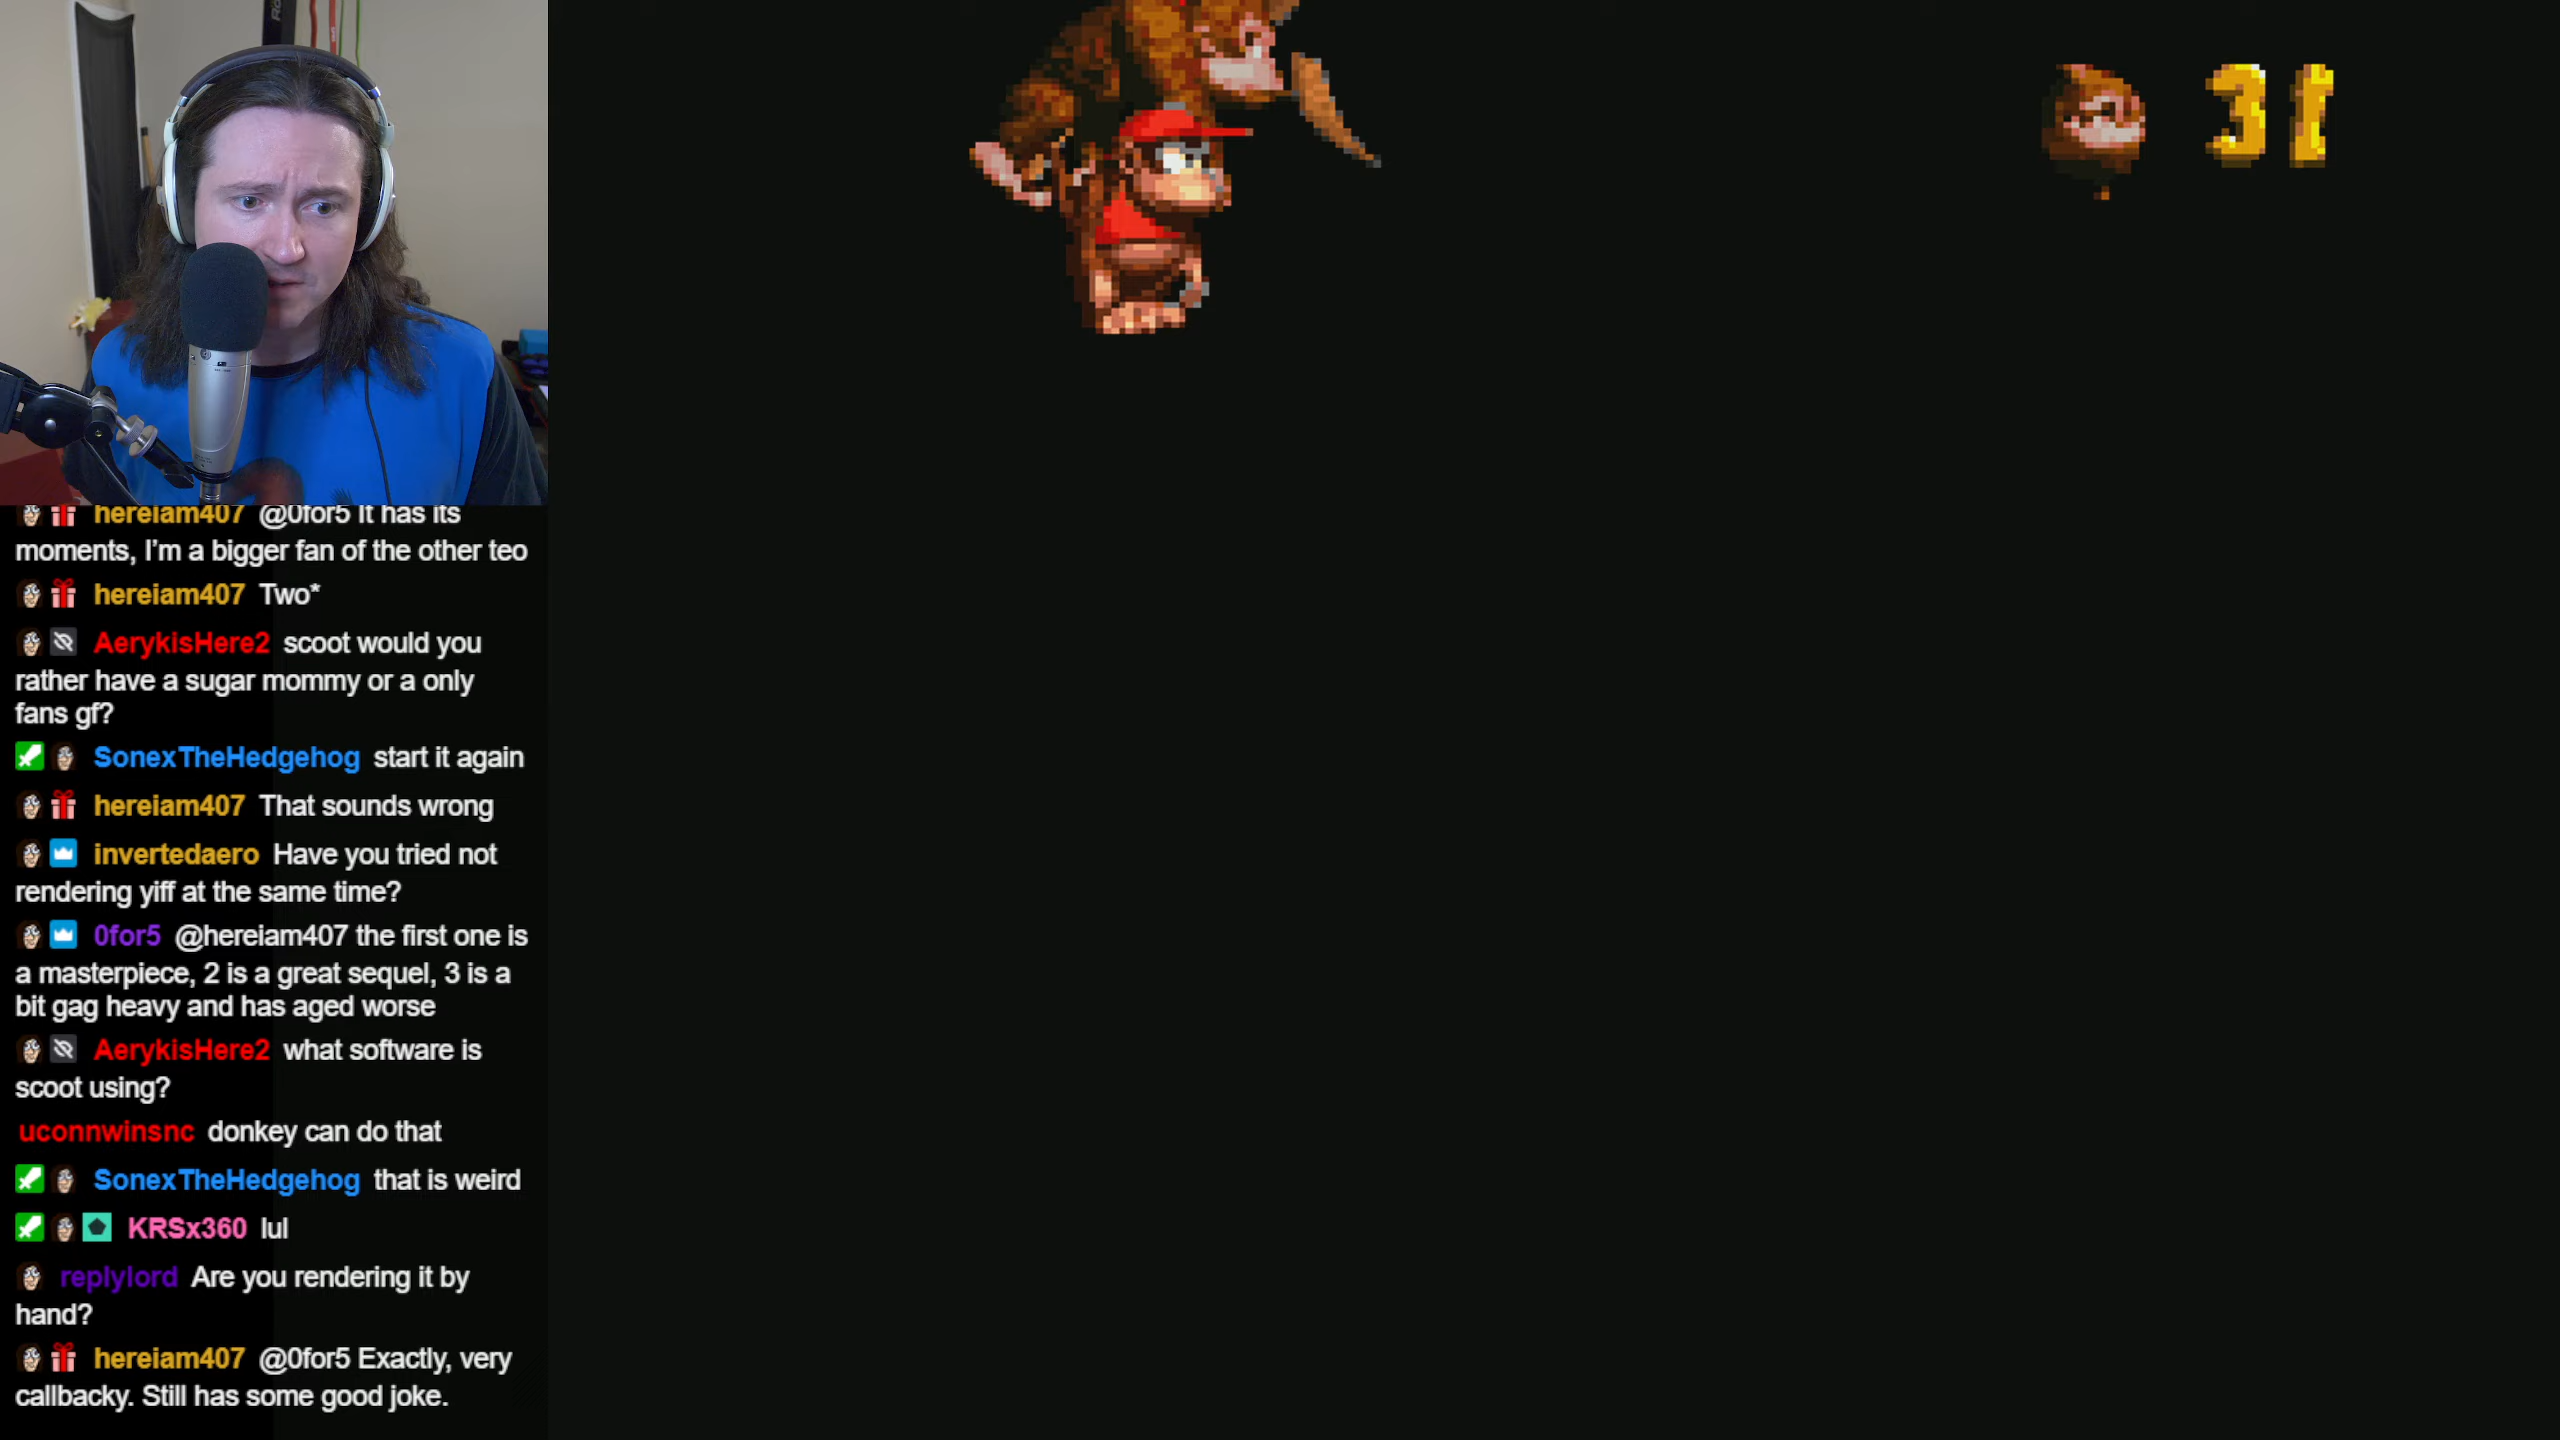 31
hereiam407 @0for5 It has its
moments, I'm a bigger fan of the other teo
hereiam407 Two*
AerykisHere2 scoot would you
rather have a sugar mommy or a only
fans gf?
SonexTheHedgehog start it again
hereiam407 That sounds wrong
invertedaero Have you tried not
rendering yiff at the same time?
0for5 @hereiam407 the first one is
a masterpiece, 2 is a great sequel, 3 is a
bit gag heavy and has aged worse
AerykisHere2 what software is
scoot using?
uconnwinsnc donkey can do that
SonexTheHedgehog that is weird
KRSx360 lul
replylord Are you rendering it by
hand?
hereiam407 @0for5 Exactly, very
callbacky. Still has some good joke.